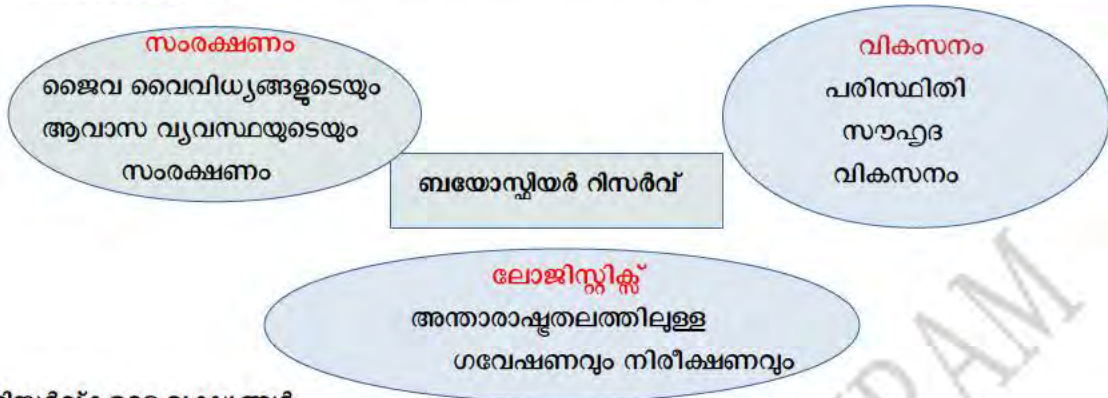 സംരക്ഷണം
ജൈവ വൈവിധ്യങ്ങളുടെയും
ആവാസ വ്യവസ്ഥയുടെയും
സംരക്ഷണം
വികസനം
പരിസ്ഥിതി
സൗഹൃദ
വികസനം
ബയോസ്ഫിയർ റിസർവ്
ലോജിസ്റ്റിക്സ്
അന്താരാഷ്ട്രതലത്തിലുള്ള
ഗവേഷണവും നിരീക്ഷണവും
RAM